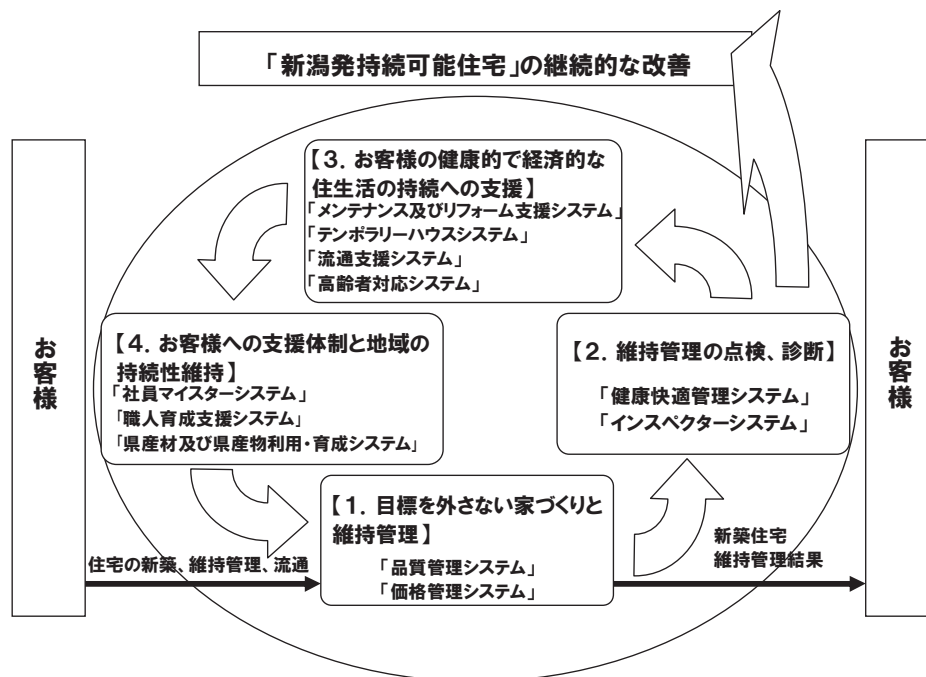 「新潟発持続可能住宅」の継続的な改善
【３．お客様の健康的で経済的な
住生活の持続への支援】
「メンテナンス及びリフォーム支援システム」
「テンポラリーハウスシステム」
「流通支援システム」
「高齢者対応システム」
お客様
【４．お客様への支援体制と地域の
持続性維持】
「社員マイスターシステム」
「職人育成支援システム」
「県産材及び県産物利用・育成システム」
【２．維持管理の点検、診断】
「健康快適管理システム」
「インスペクターシステム」
お客様
【１．目標を外さない家づくりと
維持管理】
「品質管理システム」
「価格管理システム」
住宅の新築、維持管理、流通
新築住宅
維持管理結果